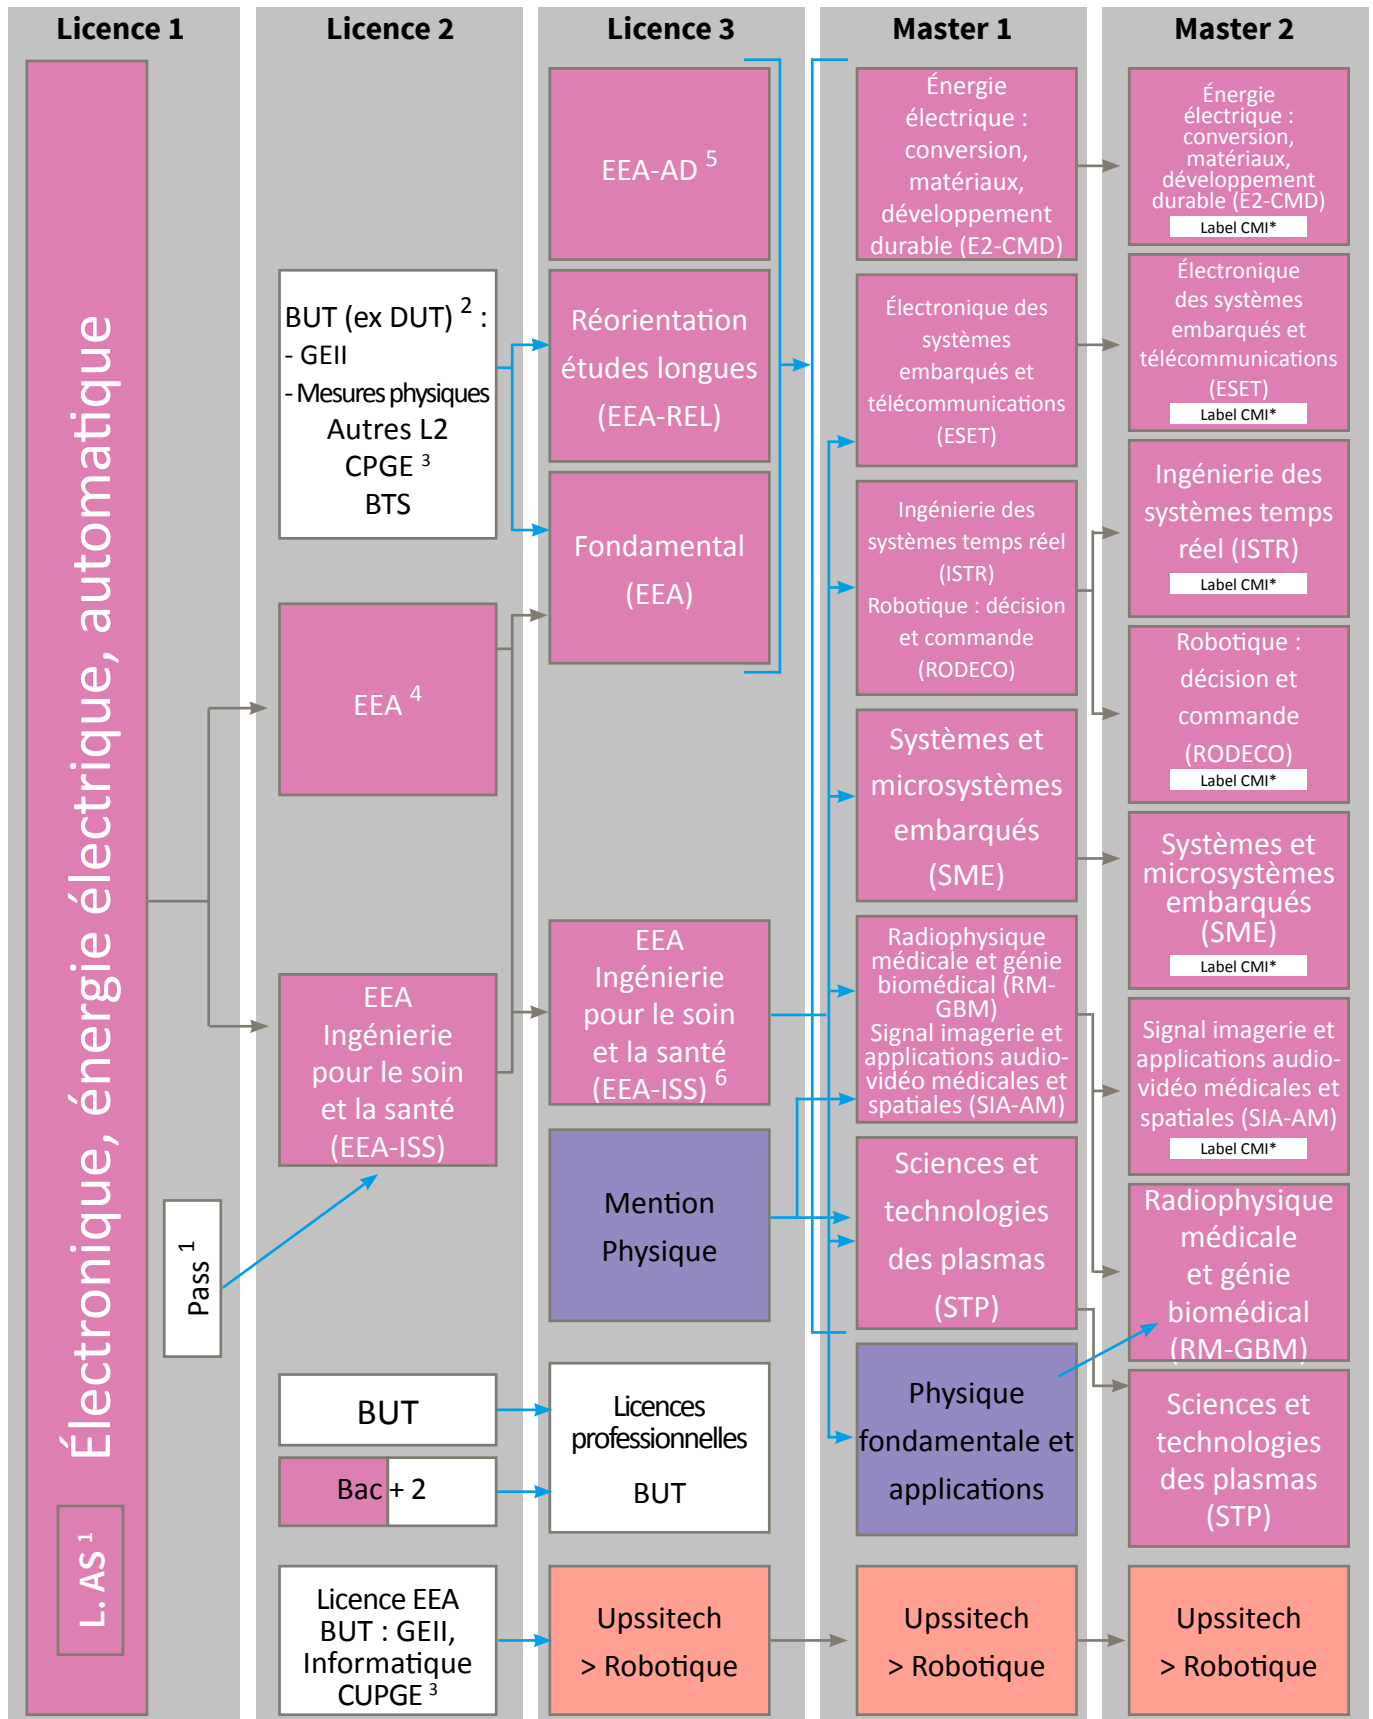 Licence 1
Électronique, énergie électrique, automatique
L. AS 1
Pass 1
Licence 2
BUT (ex DUT) 2 :
- GEII
- Mesures physiques
Autres L2
CPGE 3
BTS
EEA 4
EEA
Ingénierie
pour le soin
et la santé
(EEA-ISS)
BUT
Bac + 2
Licence EEA
BUT : GEII,
Informatique
CUPGE 3
Licence 3
EEA-AD 5
Réorientation
études longues
(EEA-REL)
Fondamental
(EEA)
EEA
Ingénierie
pour le soin
et la santé
(EEA-ISS) 6
Mention
Physique
Licences
professionnelles
BUT
Upssitech
> Robotique
Master 1
Énergie
électrique :
conversion,
matériaux,
développement
durable (E2-CMD)
Électronique des
systèmes
embarqués et
télécommunications
(ESET)
Ingénierie des
systèmes temps réel
(ISTR)
Robotique : décision
et commande
(RODECO)
Systèmes et
microsystèmes
embarqués
(SME)
Radiophysique
médicale et génie
biomédical (RM-
GBM)
Signal imagerie et
applications audio-
vidéo médicales et
spatiales (SIA-AM)
Sciences et
technologies
des plasmas
(STP)
Physique
fondamentale et
applications
Upssitech
> Robotique
Master 2
Énergie
électrique :
conversion,
matériaux,
développement
durable (E2-CMD)
Label CMI*
Électronique
des systèmes
embarqués et
télécommunications
(ESET)
Label CMI*
Ingénierie des
systèmes temps
réel (ISTR)
Label CMI*
Robotique :
décision et
commande
(RODECO)
Label CMI*
Systèmes et
microsystèmes
embarqués
(SME)
Label CMI*
Signal imagerie et
applications audio-
vidéo médicales et
spatiales (SIA-AM)
Label CMI*
Radiophysique
médicale
et génie
biomédical
(RM-GBM)
Sciences et
technologies
des plasmas
(STP)
Upssitech
> Robotique